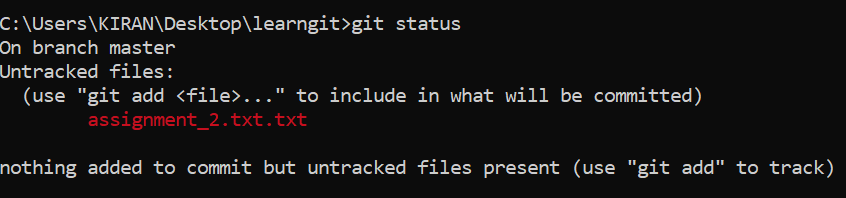 C:\Users\KIRAN\Desktop\learngit>git status
On branch master
Untracked files:
  (use "git add <file>..." to include in what will be committed)
        assignment_2.txt.txt

nothing added to commit but untracked files present (use "git add" to track)